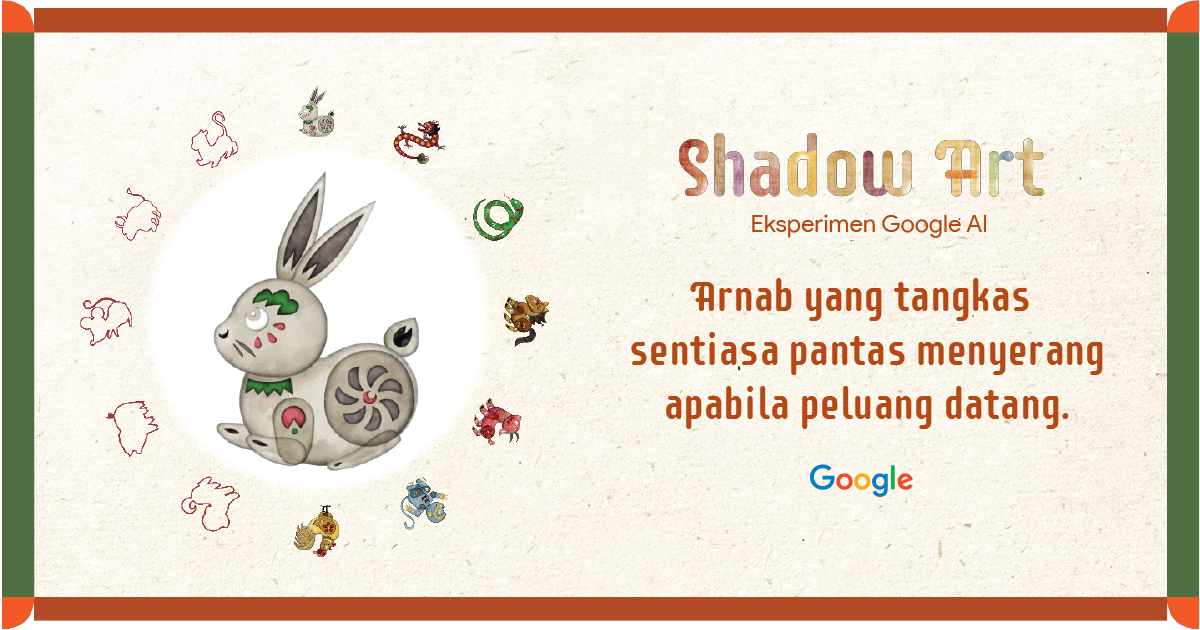 Shadow Art
Eksperimen Google AI
Arnab yang tangkas
sentiasa pantas menyerang
apabila peluang datang.
Google